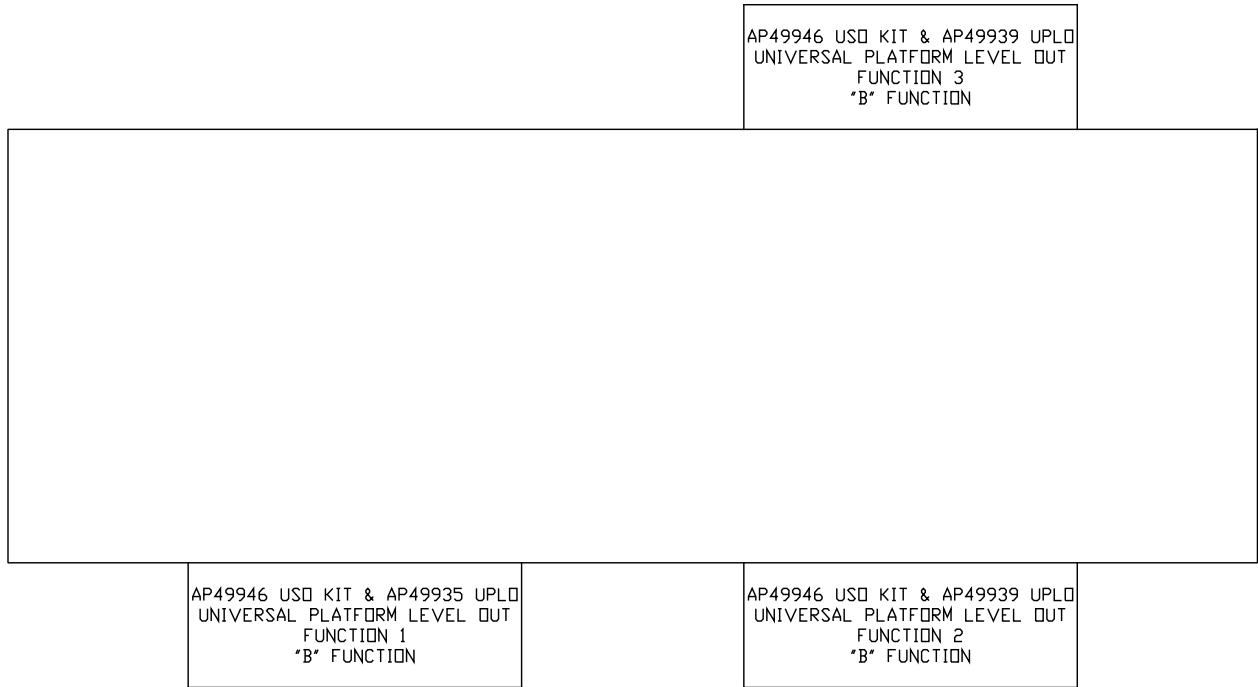 AP49946 USO KIT & AP49939 UPLO
UNIVERSAL PLATFORM LEVEL OUT
FUNCTION 3
"B" FUNCTION
AP49946 USO KIT & AP49935 UPLO
UNIVERSAL PLATFORM LEVEL OUT
FUNCTION 1
"B" FUNCTION
AP49946 USO KIT & AP49939 UPLO
UNIVERSAL PLATFORM LEVEL OUT
FUNCTION 2
"B" FUNCTION